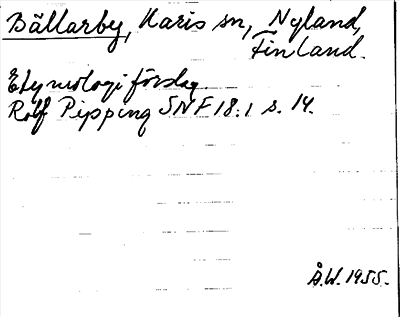 Bällarby, Karis sn, Nyland,
Finland.
Etymologiförslag.
Rolf Pipping SNF 18:1 s. 14.
Å.W. 1955.